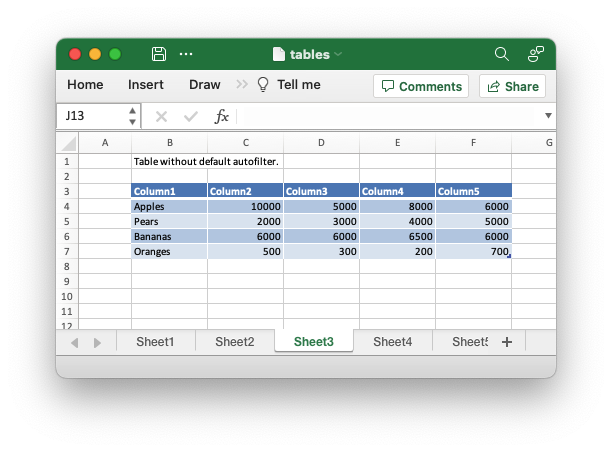 tables
Home Insert Draw Tell me Comments Share
J13 fx
A B C D E F G
1 Table without default autofilter.
2
3 Column1 Column2 Column3 Column4 Column5
4 Apples 10000 5000 8000 6000
5 Pears 2000 3000 4000 5000
6 Bananas 6000 6000 6500 6000
7 Oranges 500 300 200 700
8
9
10
11
12
Sheet1 Sheet2 Sheet3 Sheet4